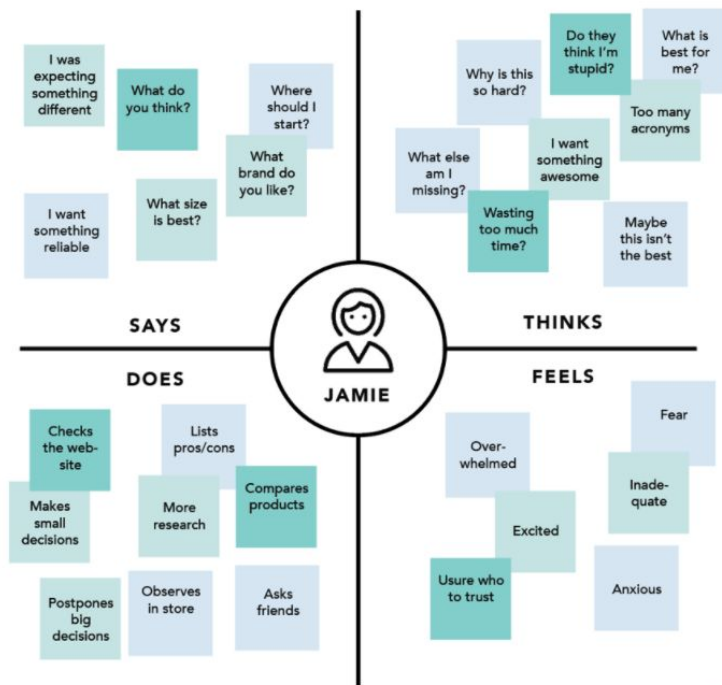 I was
expecting
something
different
What do
you think?
Where
should I
start?
What
brand do
you like?
What size
is best?
I want
something
reliable
SAYS
Do they
think I'm
stupid?
What is
best for
me?
Why is this
so hard?
Too many
acronyms
I want
something
awesome
What else
am I
missing?
Wasting
too much
time?
Maybe
this isn't
the best
THINKS
JAMIE
DOES
Checks
the web-
site
Lists
pros/cons
Compares
products
Makes
small
decisions
More
research
Postpones
big
decisions
Observes
in store
Asks
friends
FEELS
Fear
Over-
whelmed
Inade-
quate
Excited
Usure who
to trust
Anxious